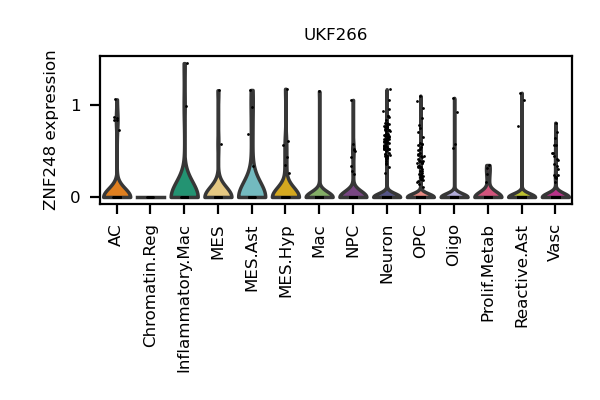 UKF266
ZNF248 expression
1
0
AC
Chromatin.Reg
Inflammatory.Mac
MES
MES.Ast
MES.Hyp
Mac
NPC
Neuron
OPC
Oligo
Prolif.Metab
Reactive.Ast
Vasc